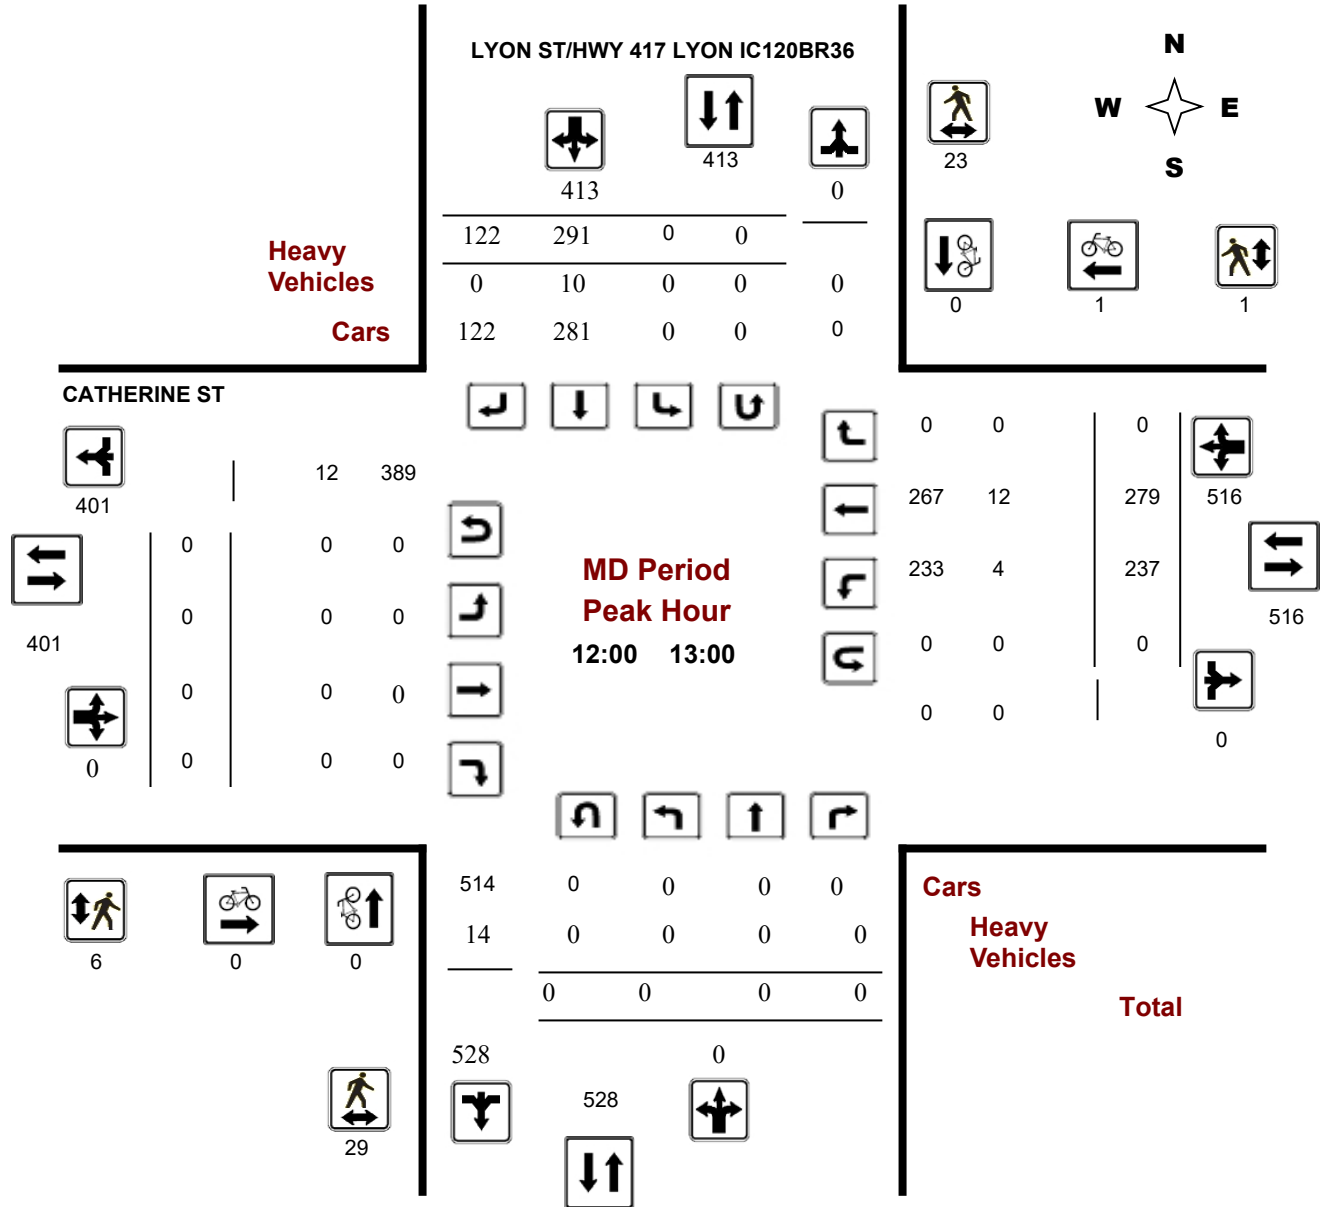 LYON ST/HWY 417 LYON IC120BR36
N
W E
S
413
23
413 0
122 291 0 0
Heavy
Vehicles
0 10 0 0 0
0 1 1
Cars
122 281 0 0 0
CATHERINE ST
0 0 0
12 389
401
267 12 279 516
0 0 0
MD Period
233 4 237
Peak Hour
0 0 0
516
401
12:00 13:00
0 0 0
0 0 0
0 0
0
0 0 0 0
514 0 0 0 0
Cars
14 0 0 0 0
Heavy
Vehicles
6 0 0
0 0 0 0
Total
528 0
528
29